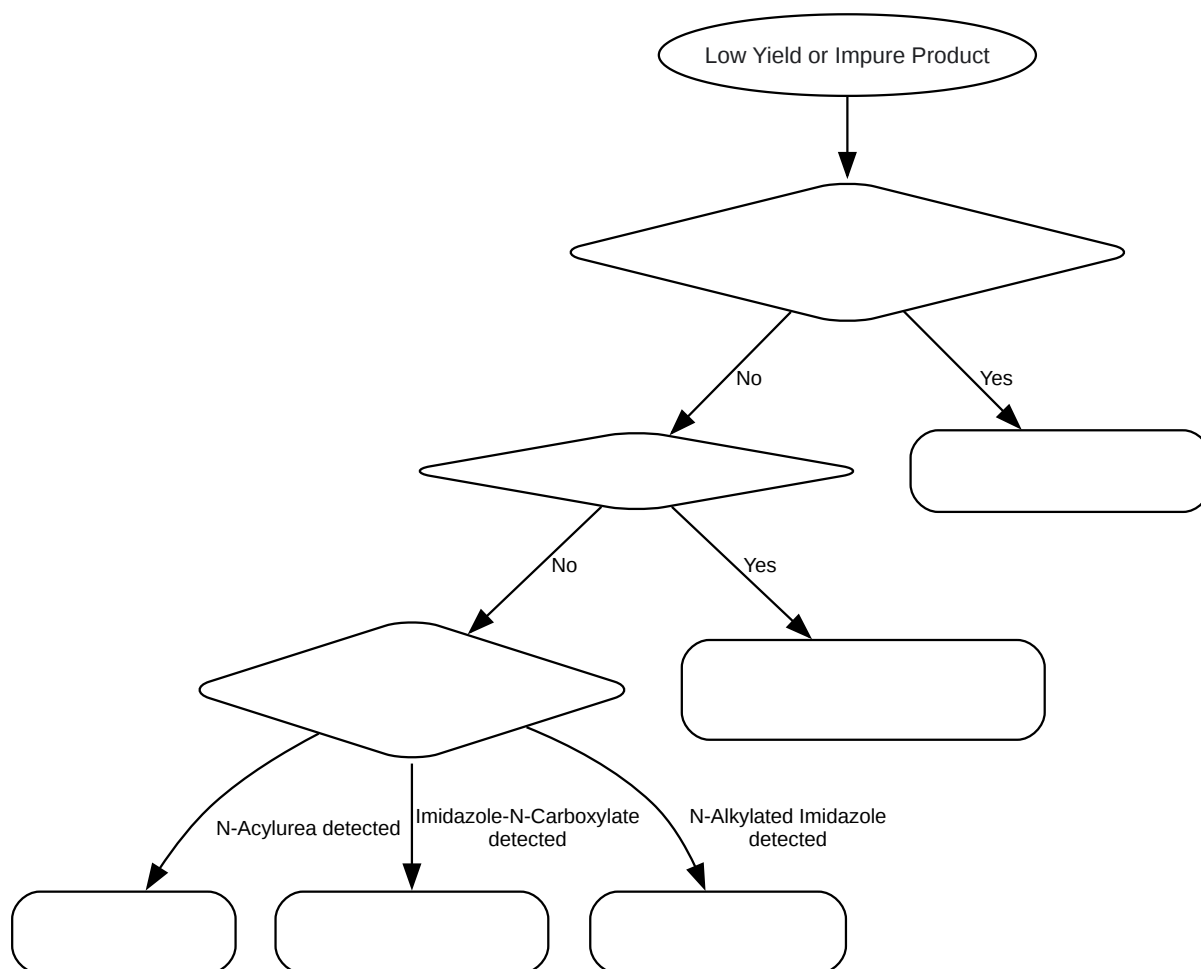 Low Yield or Impure Product
No
Yes
No
Yes
N-Acylurea detected
Imidazole-N-Carboxylate
detected
N-Alkylated Imidazole
detected